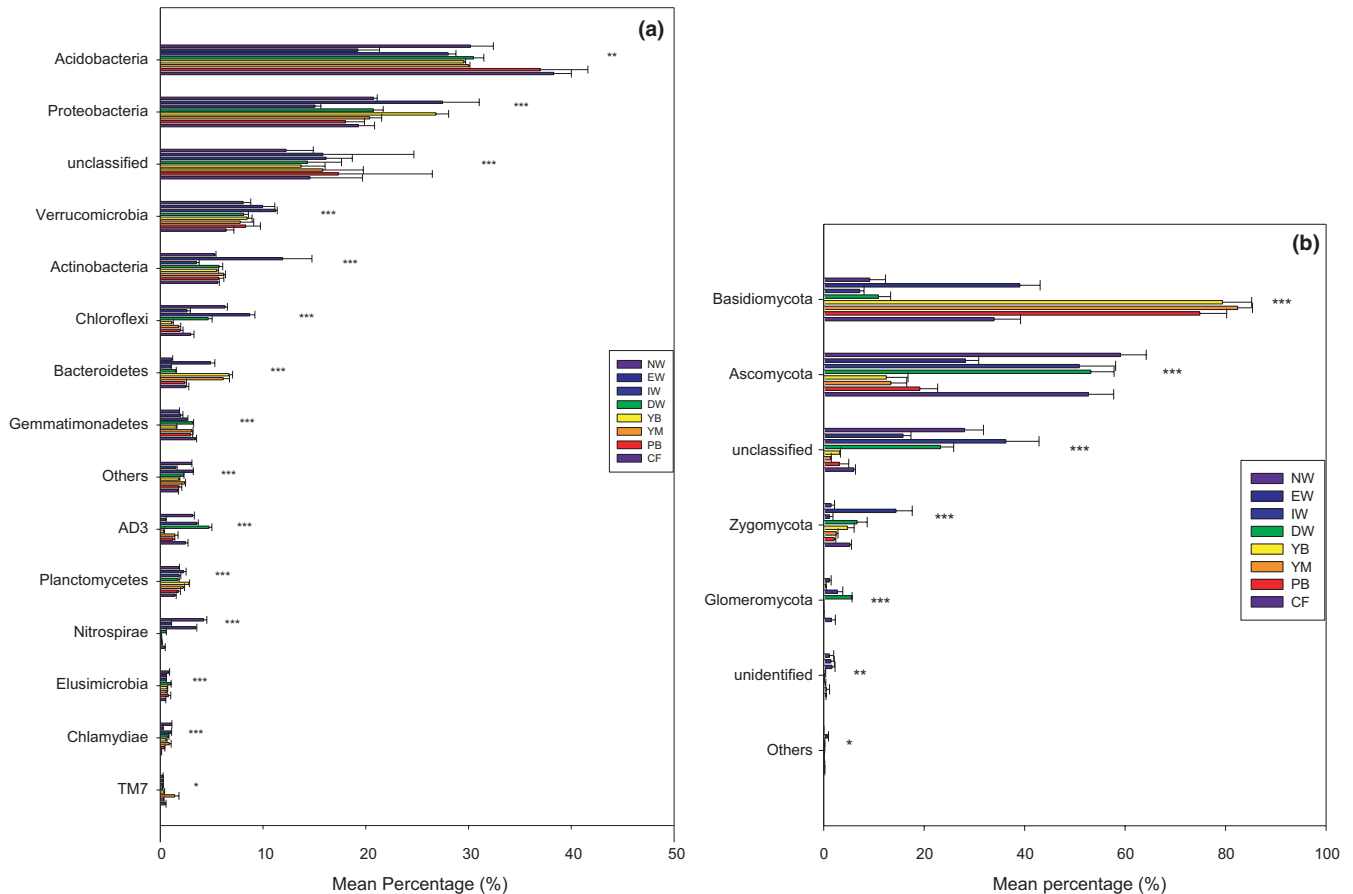 (a)
Acidobacteria
**
Proteobacteria
***
unclassified
***
Verrucomicrobia
***
Actinobacteria
***
Chloroflexi
***
Bacteroidetes
***
Gemmatimonadetes
***
Others
***
AD3
***
Planctomycetes
***
Nitrospirae
***
Elusimicrobia
***
Chlamydiae
***
TM7
*
NW
EW
IW
DW
YB
YM
PB
CF
0 10 20 30 40 50
Mean Percentage (%)
(b)
Basidiomycota
***
Ascomycota
***
unclassified
***
Zygomycota
***
Glomeromycota
***
unidentified
**
Others
*
NW
EW
IW
DW
YB
YM
PB
CF
0 20 40 60 80 100
Mean percentage (%)